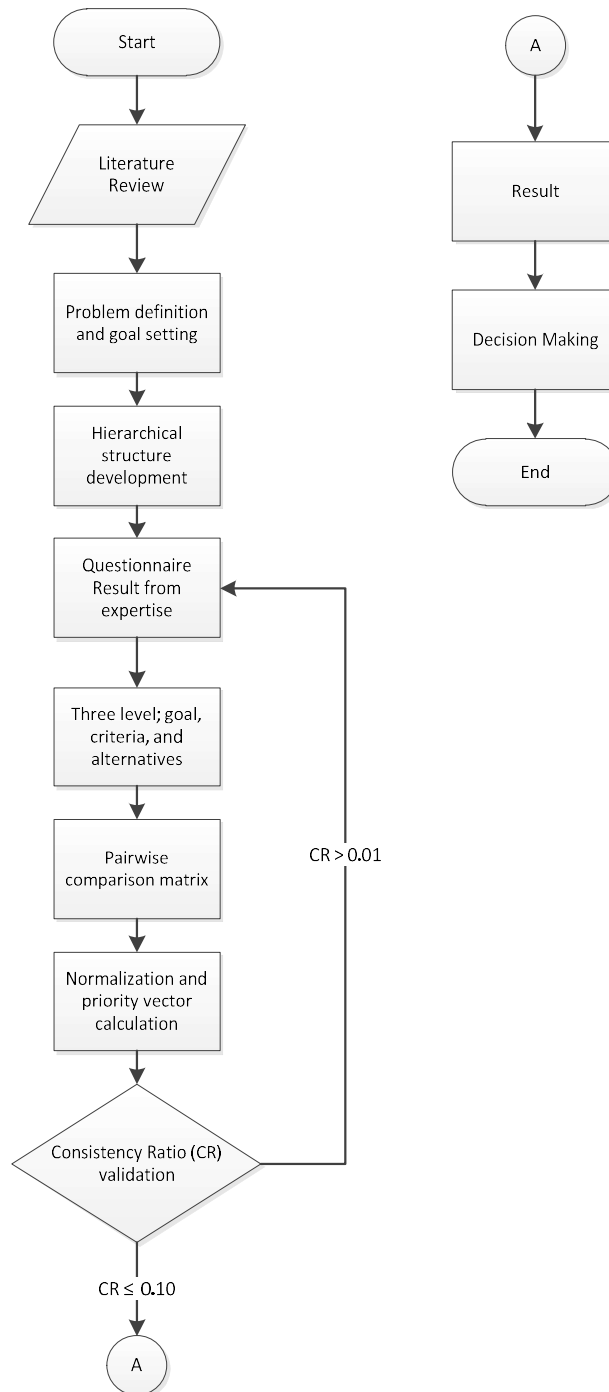 Start
Literature
Review
Problem definition
and goal setting
Hierarchical
structure
development
Questionnaire
Result from
expertise
Three level; goal,
criteria, and
alternatives
Pairwise
comparison matrix
CR > 0.01
Normalization and
priority vector
calculation
Consistency Ratio (CR)
validation
CR ≤ 0.10
A
A
Result
Decision Making
End